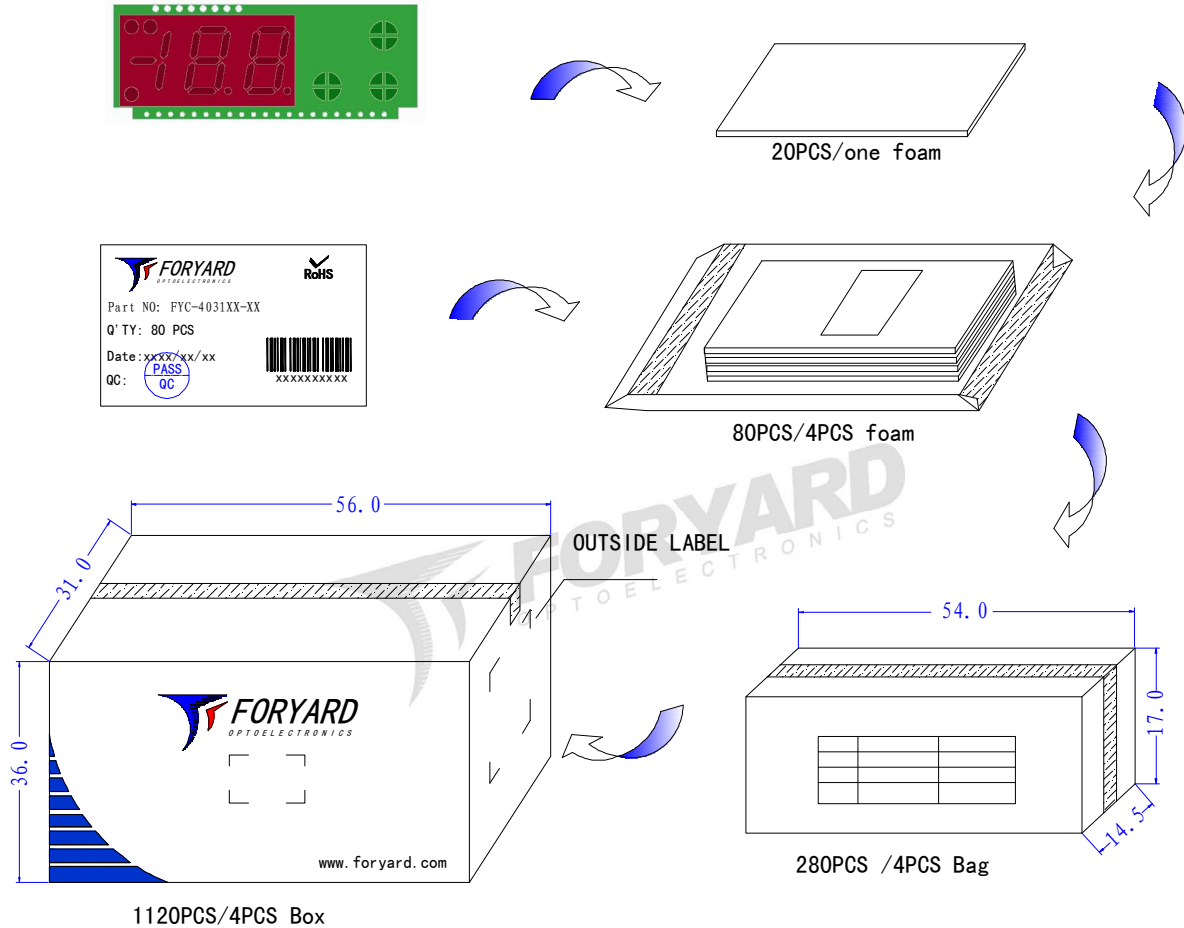 20PCS/one foam
FORYARD
OPTOELECTRONICS
RoHS
Part NO: FYC-4031XX-XX
Q'TY: 80 PCS
Date:xxxx/xx/xx
QC:
PASS
QC
xxxxxxxxxx
80PCS/4PCS foam
FORYARD
OPTOELECTRONICS
56.0
31.0
36.0
OUTSIDE LABEL
FORYARD
OPTOELECTRONICS
www.foryard.com
1120PCS/4PCS Box
54.0
17.0
14.5
280PCS /4PCS Bag